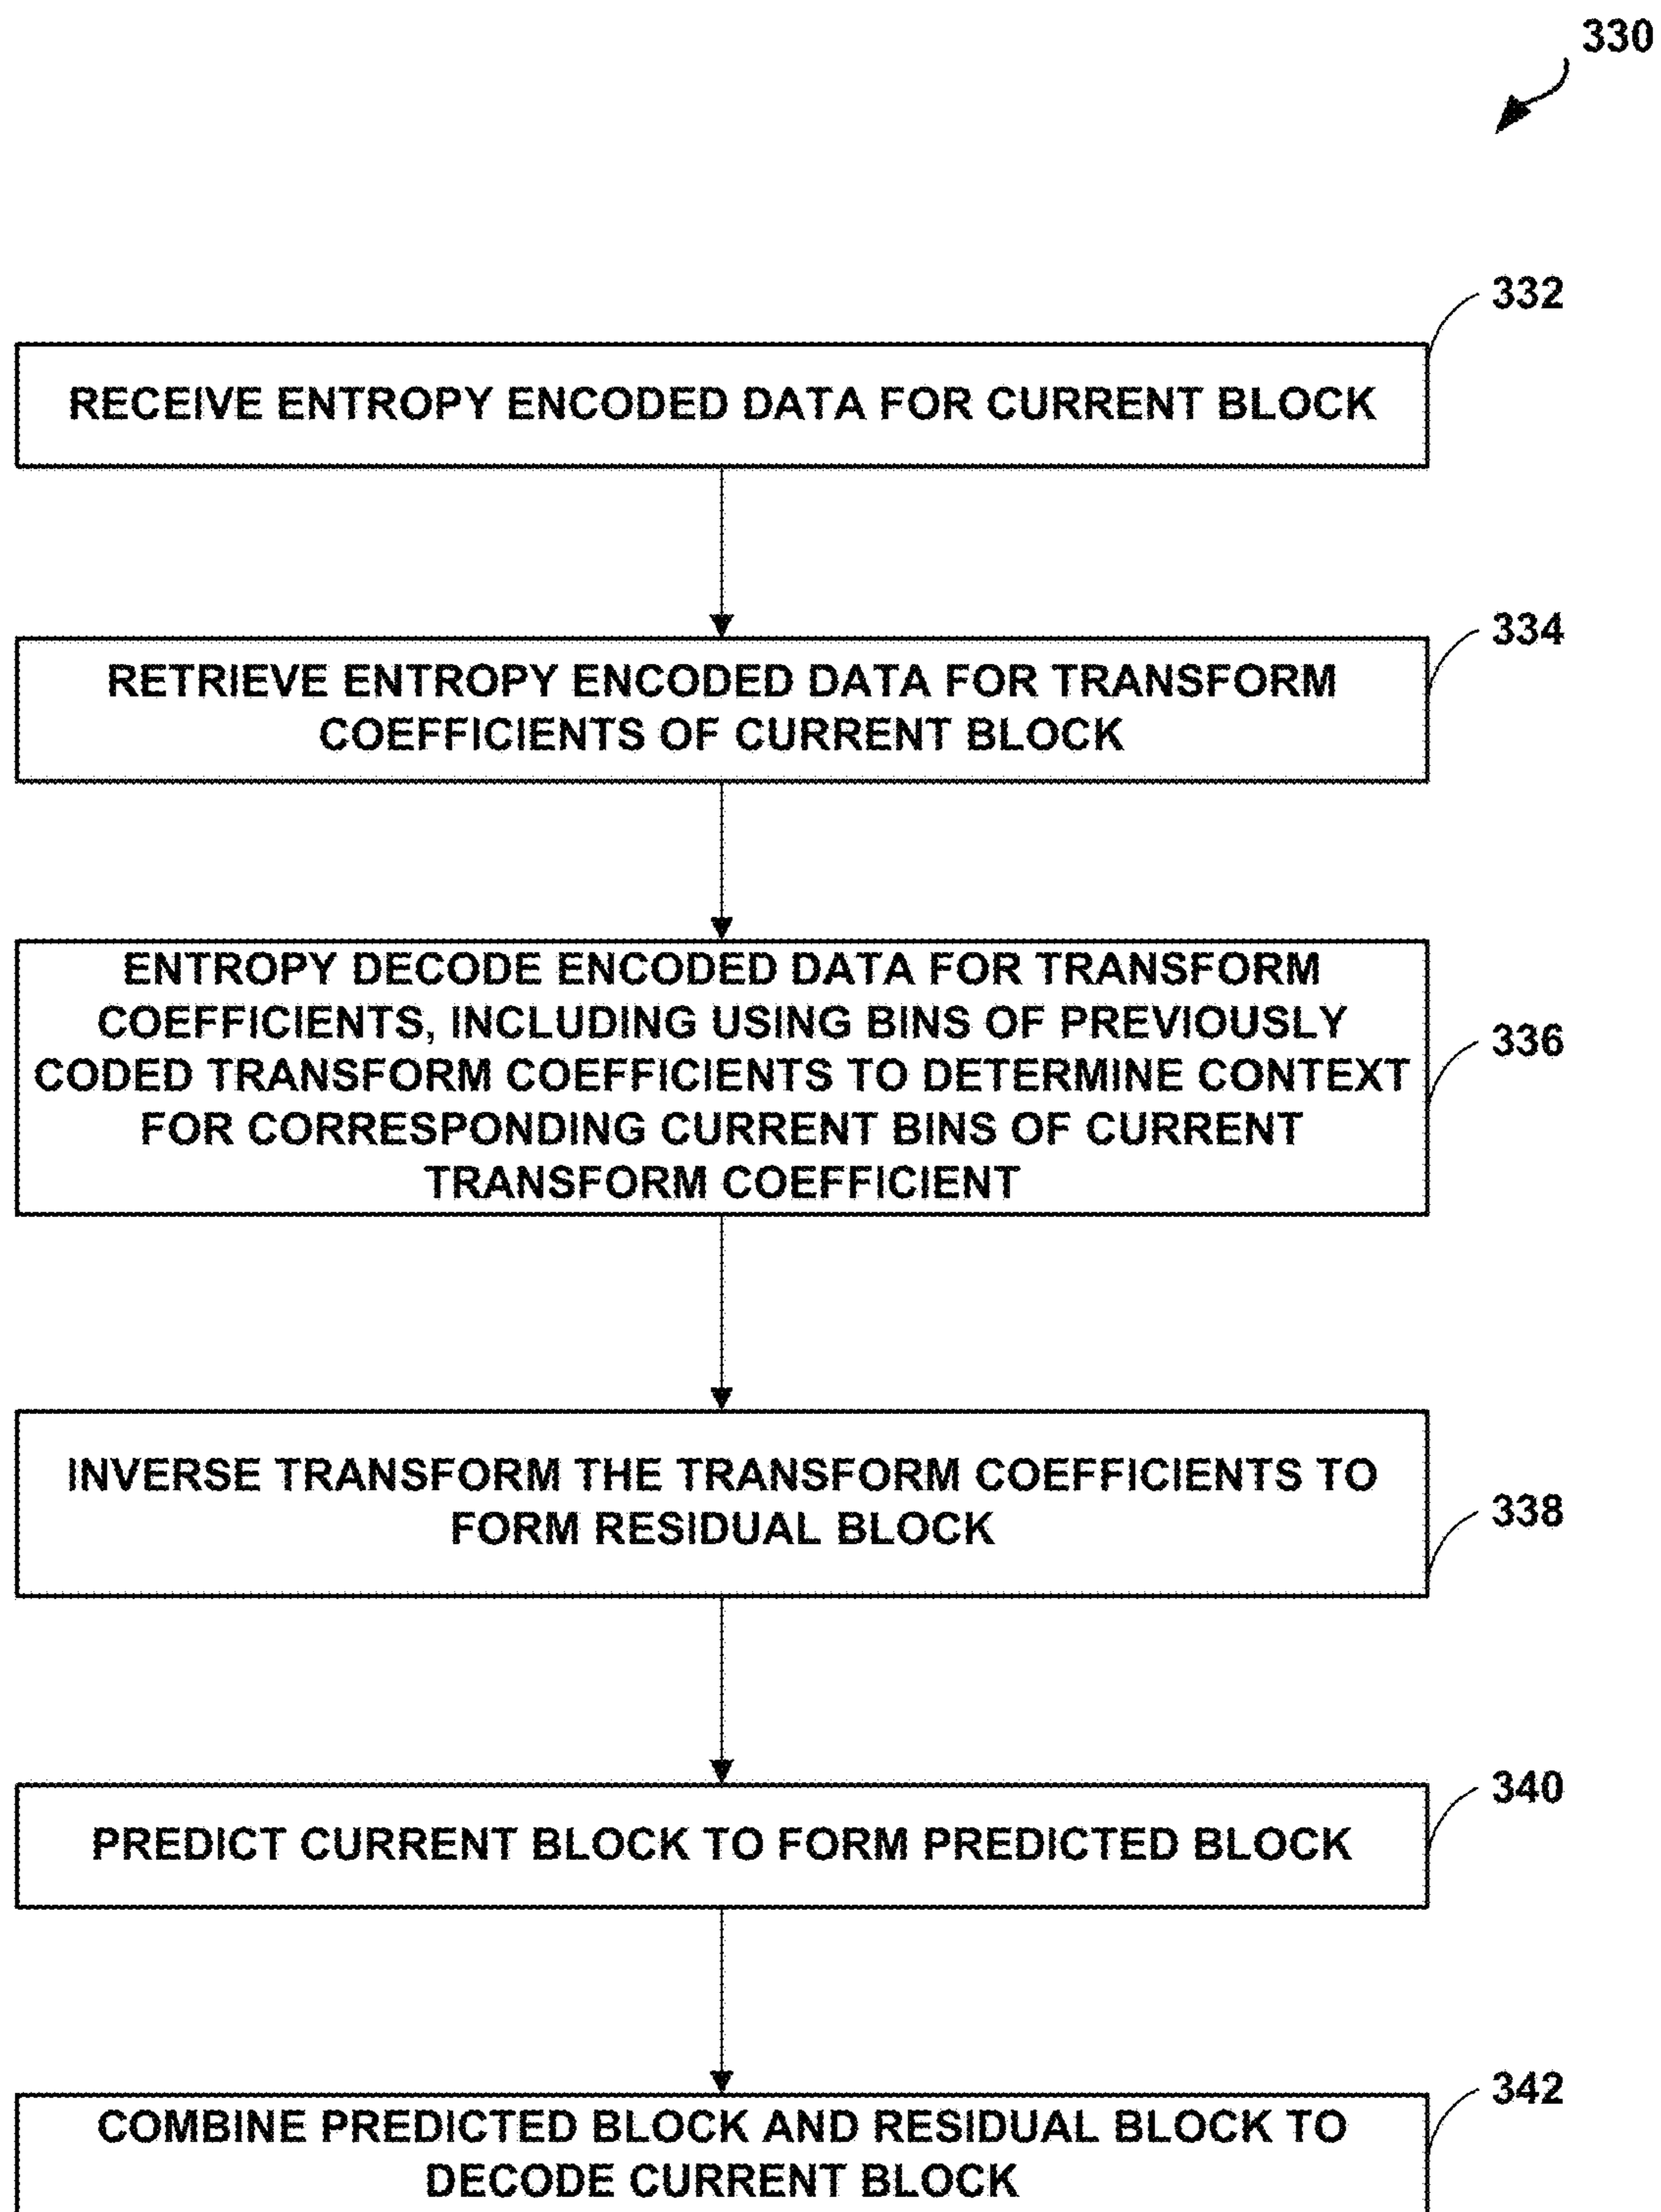 330
332
RECEIVE ENTROPY ENCODED DATA FOR CURRENT BLOCK
334
RETRIEVE ENTROPY ENCODED DATA FOR TRANSFORM
COEFFICIENTS OF CURRENT BLOCK
ENTROPY DECODE ENCODED DATA FOR TRANSFORM
COEFFICIENTS, INCLUDING USING BINS OF PREVIOUSLY
CODED TRANSFORM COEFFICIENTS TO DETERMINE CONTEXT
FOR CORRESPONDING CURRENT BINS OF CURRENT
TRANSFORM COEFFICIENT
336
INVERSE TRANSFORM THE TRANSFORM COEFFICIENTS TO
FORM RESIDUAL BLOCK
338
340
PREDICT CURRENT BLOCK TO FORM PREDICTED BLOCK
342
COMBINE PREDICTED BLOCK AND RESIDUAL BLOCK TO
DECODE CURRENT BLOCK